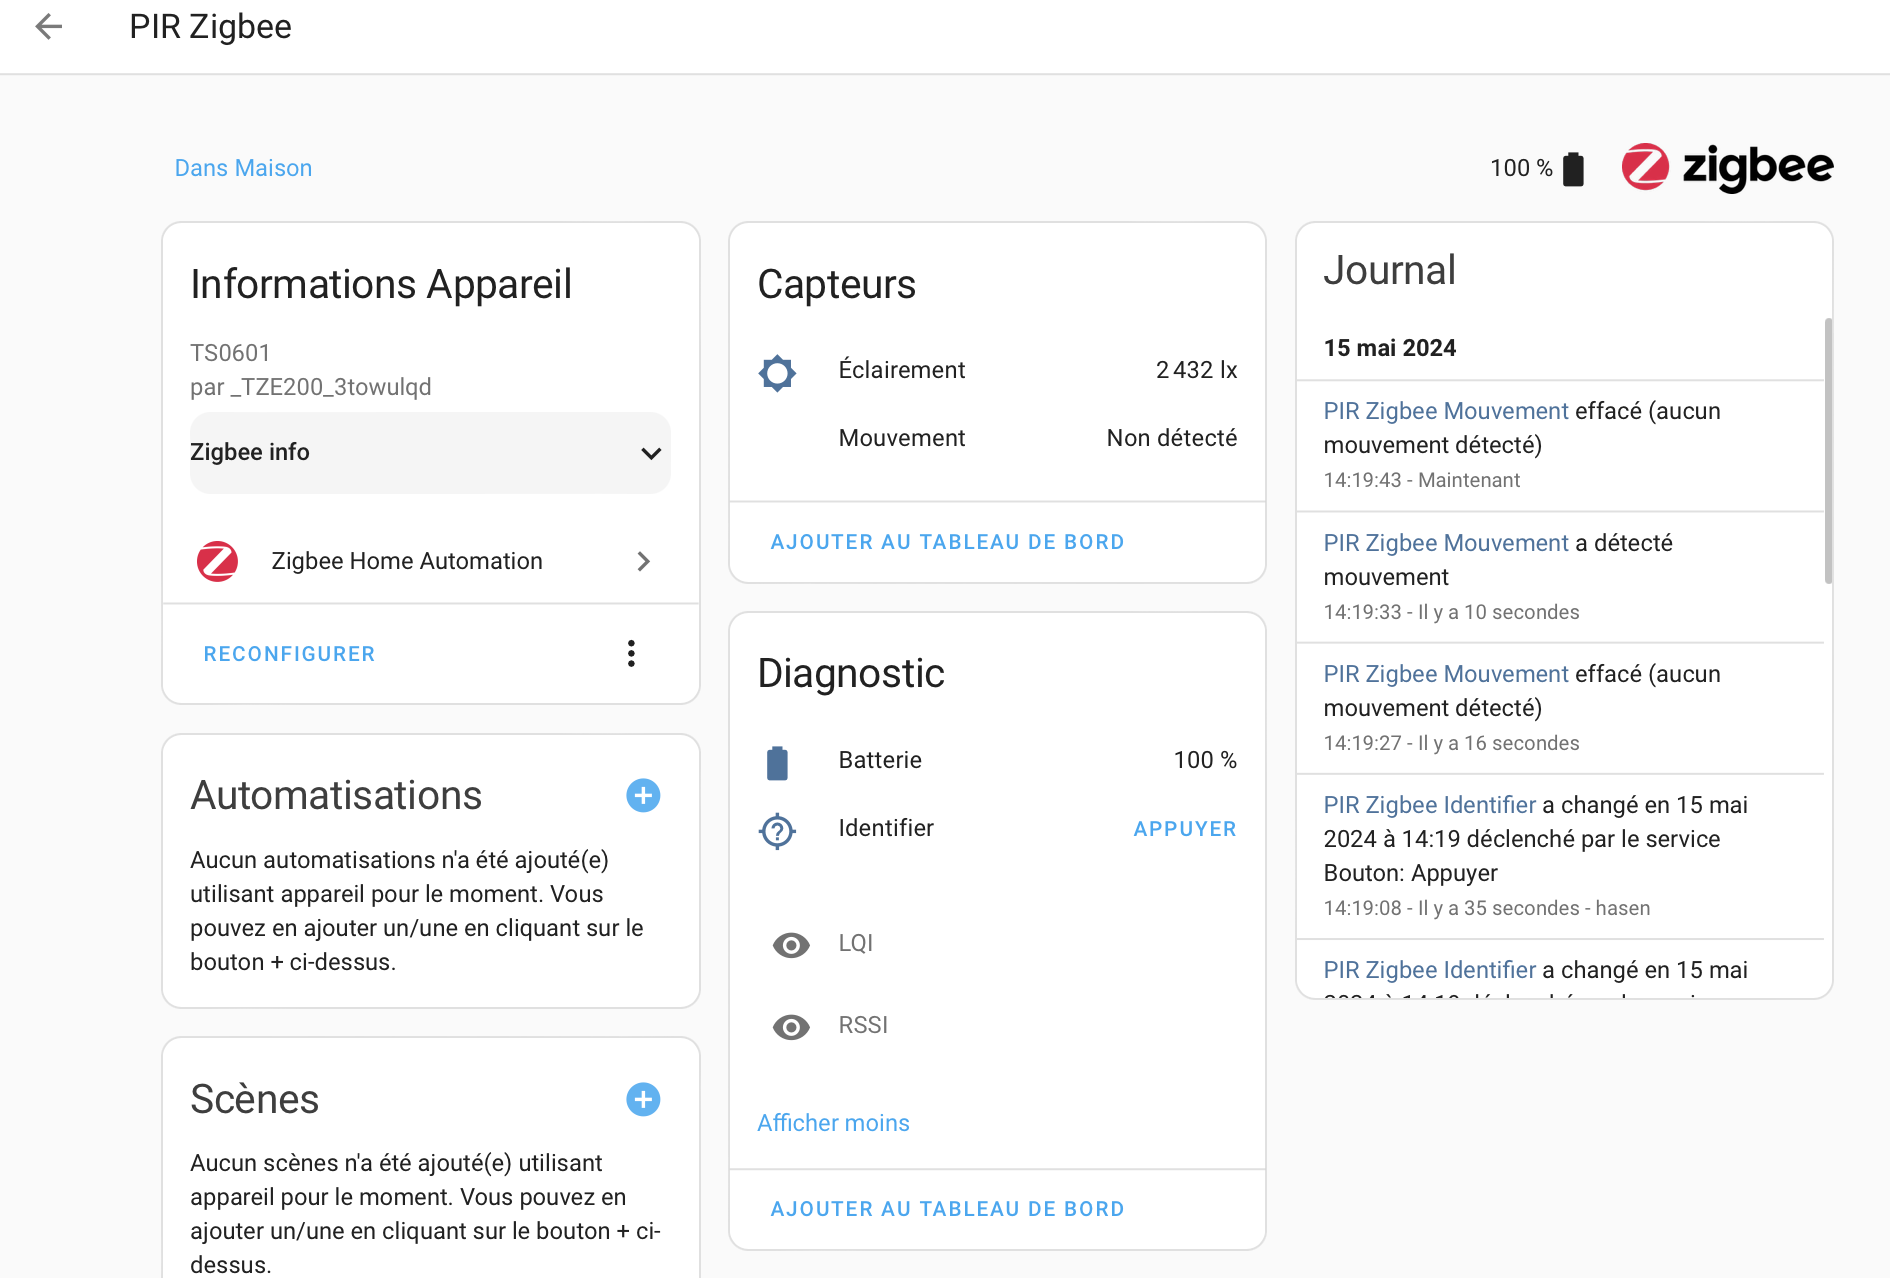 PIR Zigbee
Dans Maison
100 %
zigbee
Informations Appareil
TS0601
par _TZE200_3towulqd
Zigbee info
Zigbee Home Automation
RECONFIGURER
Automatisations
Aucun automatisations n'a été ajouté(e)
utilisant appareil pour le moment. Vous
pouvez en ajouter un/une en cliquant sur le
bouton + ci-dessus.
Scènes
Aucun scènes n'a été ajouté(e) utilisant
appareil pour le moment. Vous pouvez en
ajouter un/une en cliquant sur le bouton + ci-
dessus.
Capteurs
Éclairement 2 432 lx
Mouvement Non détecté
AJOUTER AU TABLEAU DE BORD
Diagnostic
Batterie 100 %
Identifier APPUYER
LQI
RSSI
Afficher moins
AJOUTER AU TABLEAU DE BORD
Journal
15 mai 2024
PIR Zigbee Mouvement effacé (aucun
mouvement détecté)
14:19:43 - Maintenant
PIR Zigbee Mouvement a détecté
mouvement
14:19:33 - Il y a 10 secondes
PIR Zigbee Mouvement effacé (aucun
mouvement détecté)
14:19:27 - Il y a 16 secondes
PIR Zigbee Identifier a changé en 15 mai
2024 à 14:19 déclenché par le service
Bouton: Appuyer
14:19:08 - Il y a 35 secondes - hasen
PIR Zigbee Identifier a changé en 15 mai